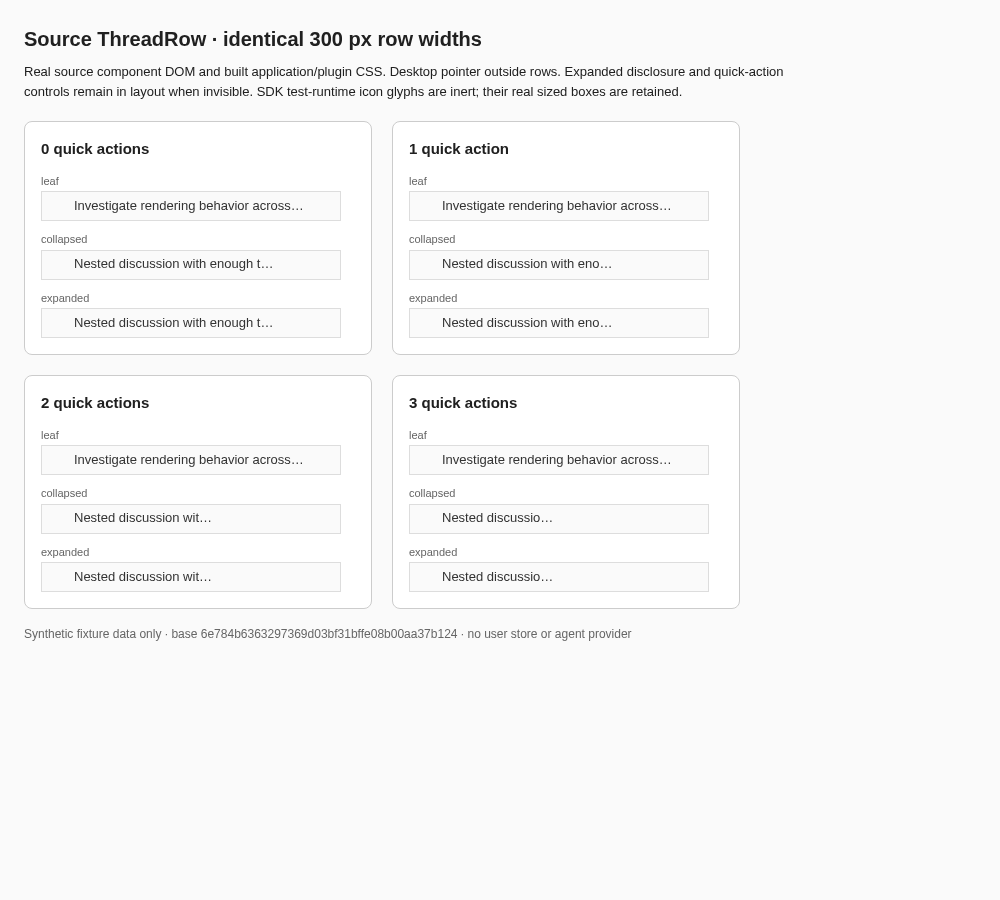 Source ThreadRow · identical 300 px row widths
Real source component DOM and built application/plugin CSS. Desktop pointer outside rows. Expanded disclosure and quick-action
controls remain in layout when invisible. SDK test-runtime icon glyphs are inert; their real sized boxes are retained.
0 quick actions
leaf
Investigate rendering behavior across…
collapsed
Nested discussion with enough t…
expanded
Nested discussion with enough t…
1 quick action
leaf
Investigate rendering behavior across…
collapsed
Nested discussion with eno…
expanded
Nested discussion with eno…
2 quick actions
leaf
Investigate rendering behavior across…
collapsed
Nested discussion wit…
expanded
Nested discussion wit…
3 quick actions
leaf
Investigate rendering behavior across…
collapsed
Nested discussio…
expanded
Nested discussio…
Synthetic fixture data only · base 6e784b6363297369d03bf31bffe08b00aa37b124 · no user store or agent provider